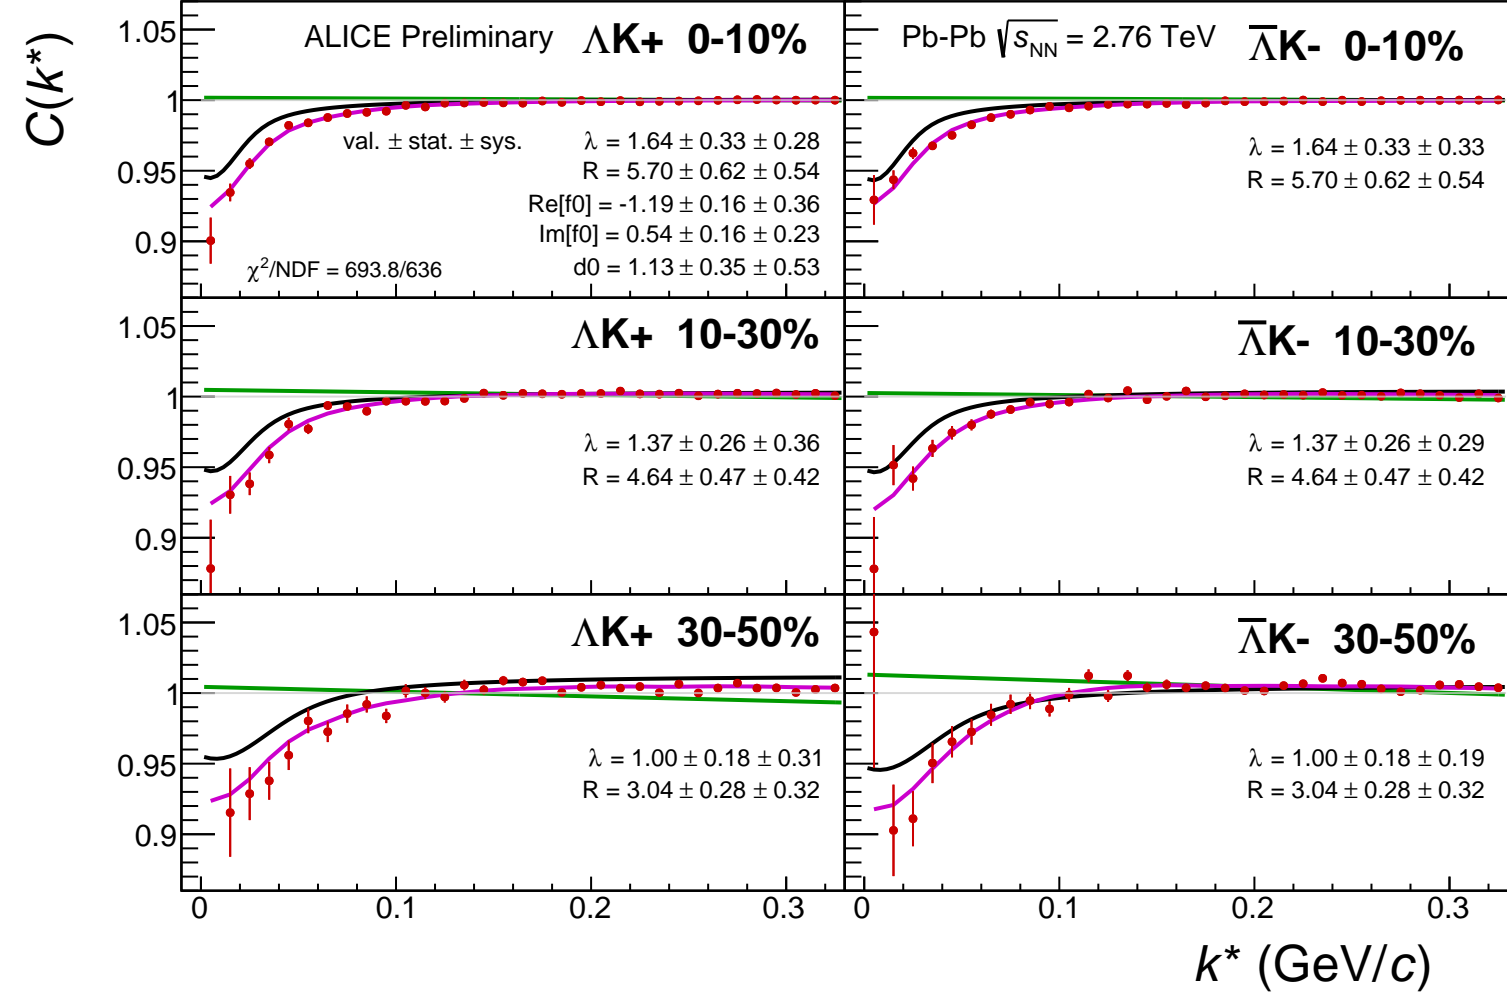 C(k*)
ALICE Preliminary ΛK+ 0-10%
1.05
1
0.95
0.9
val. ± stat. ± sys.
λ = 1.64 ± 0.33 ± 0.28
R = 5.70 ± 0.62 ± 0.54
Re[f0] = -1.19 ± 0.16 ± 0.36
Im[f0] = 0.54 ± 0.16 ± 0.23
d0 = 1.13 ± 0.35 ± 0.53
χ²/NDF = 693.8/636
Pb-Pb √s_NN = 2.76 TeV Λ̅K- 0-10%
λ = 1.64 ± 0.33 ± 0.33
R = 5.70 ± 0.62 ± 0.54
ΛK+ 10-30%
1.05
1
0.95
0.9
λ = 1.37 ± 0.26 ± 0.36
R = 4.64 ± 0.47 ± 0.42
Λ̅K- 10-30%
λ = 1.37 ± 0.26 ± 0.29
R = 4.64 ± 0.47 ± 0.42
ΛK+ 30-50%
1.05
1
0.95
0.9
λ = 1.00 ± 0.18 ± 0.31
R = 3.04 ± 0.28 ± 0.32
Λ̅K- 30-50%
λ = 1.00 ± 0.18 ± 0.19
R = 3.04 ± 0.28 ± 0.32
0 0.1 0.2 0.3 0 0.1 0.2 0.3
k* (GeV/c)